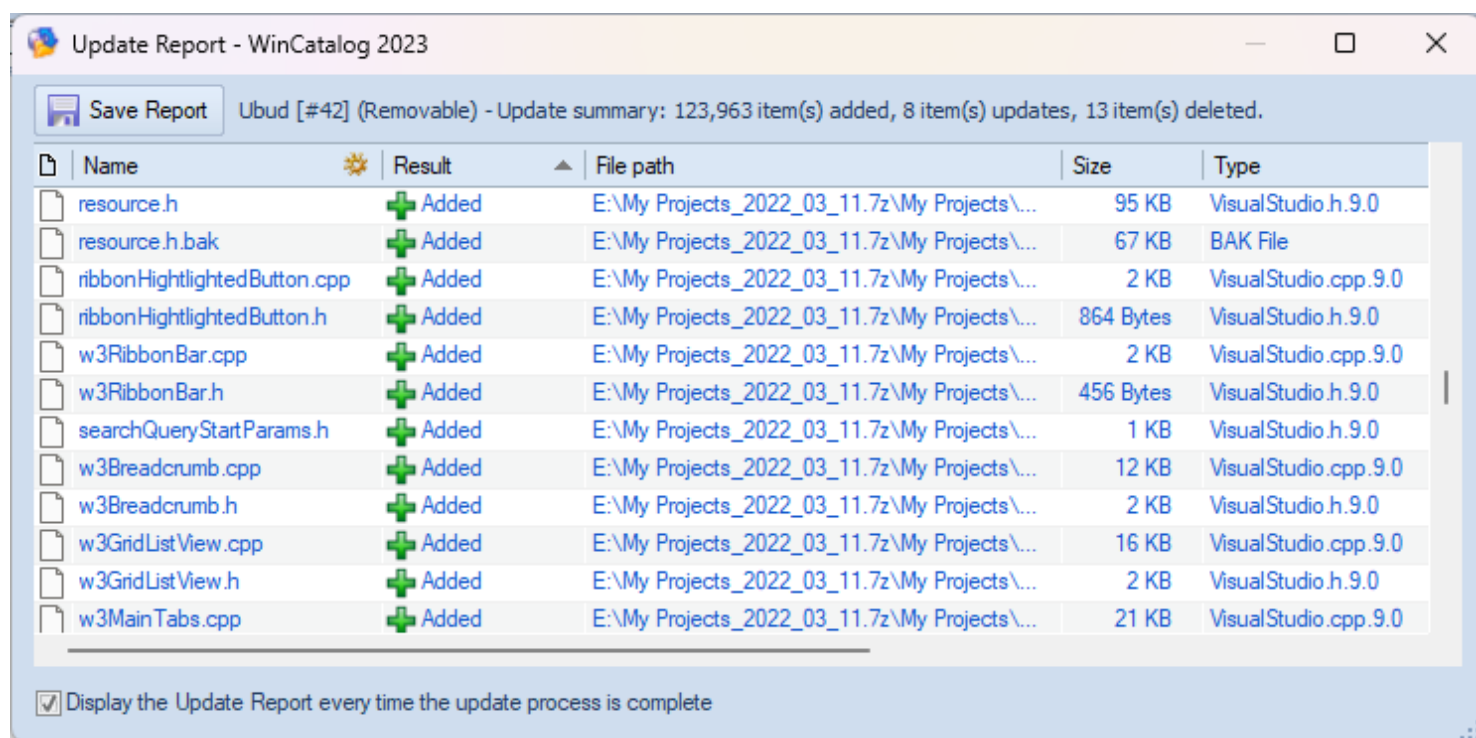 Update Report - WinCatalog 2023
Save Report Ubud [#42] (Removable) - Update summary: 123,963 item(s) added, 8 item(s) updates, 13 item(s) deleted.
Name Result File path Size Type
resource.h Added E:\My Projects_2022_03_11.7z\My Projects\... 95 KB VisualStudio.h.9.0
resource.h.bak Added E:\My Projects_2022_03_11.7z\My Projects\... 67 KB BAK File
ribbonHightlightedButton.cpp Added E:\My Projects_2022_03_11.7z\My Projects\... 2 KB VisualStudio.cpp.9.0
ribbonHightlightedButton.h Added E:\My Projects_2022_03_11.7z\My Projects\... 864 Bytes VisualStudio.h.9.0
w3RibbonBar.cpp Added E:\My Projects_2022_03_11.7z\My Projects\... 2 KB VisualStudio.cpp.9.0
w3RibbonBar.h Added E:\My Projects_2022_03_11.7z\My Projects\... 456 Bytes VisualStudio.h.9.0
searchQueryStartParams.h Added E:\My Projects_2022_03_11.7z\My Projects\... 1 KB VisualStudio.h.9.0
w3Breadcrumb.cpp Added E:\My Projects_2022_03_11.7z\My Projects\... 12 KB VisualStudio.cpp.9.0
w3Breadcrumb.h Added E:\My Projects_2022_03_11.7z\My Projects\... 2 KB VisualStudio.h.9.0
w3GridListView.cpp Added E:\My Projects_2022_03_11.7z\My Projects\... 16 KB VisualStudio.cpp.9.0
w3GridListView.h Added E:\My Projects_2022_03_11.7z\My Projects\... 2 KB VisualStudio.h.9.0
w3MainTabs.cpp Added E:\My Projects_2022_03_11.7z\My Projects\... 21 KB VisualStudio.cpp.9.0
Display the Update Report every time the update process is complete